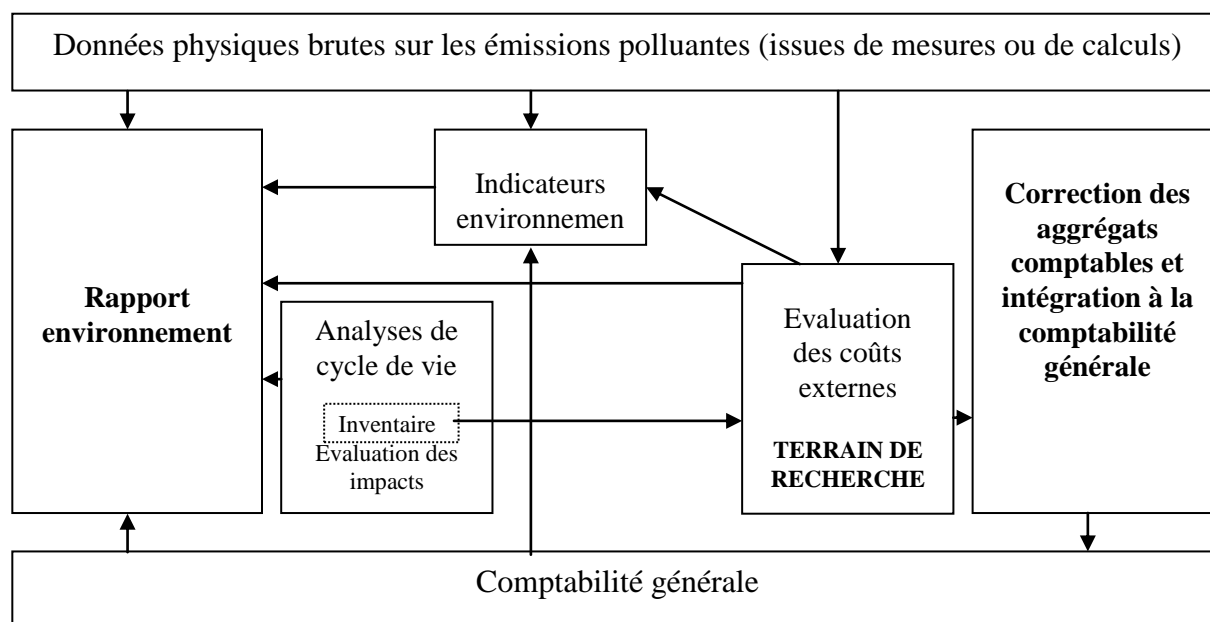 Données physiques brutes sur les émissions polluantes (issues de mesures ou de calculs)
Indicateurs
environnemen
Rapport
environnement
Correction des
aggrégats
comptables et
intégration à la
comptabilité
générale
Analyses de
cycle de vie
Inventaire
Evaluation des
impacts
Evaluation
des coûts
externes
TERRAIN DE
RECHERCHE
Comptabilité générale